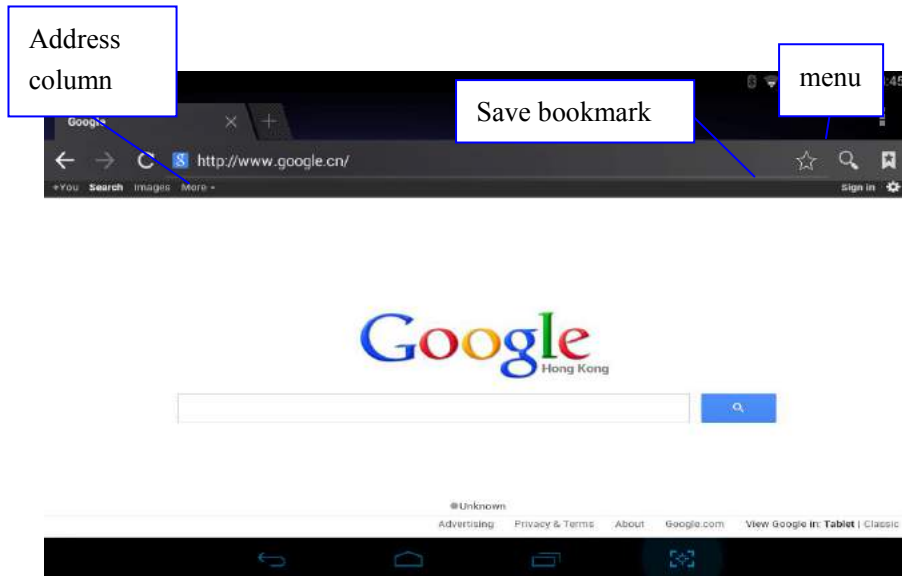 Address
column
menu
:45
Save bookmark
Google
http://www.google.cn/
+You Search Images More
Sign in
Google
Hong Kong
Unknown
Advertising Privacy & Terms About Google.com View Google in: Tablet | Classic